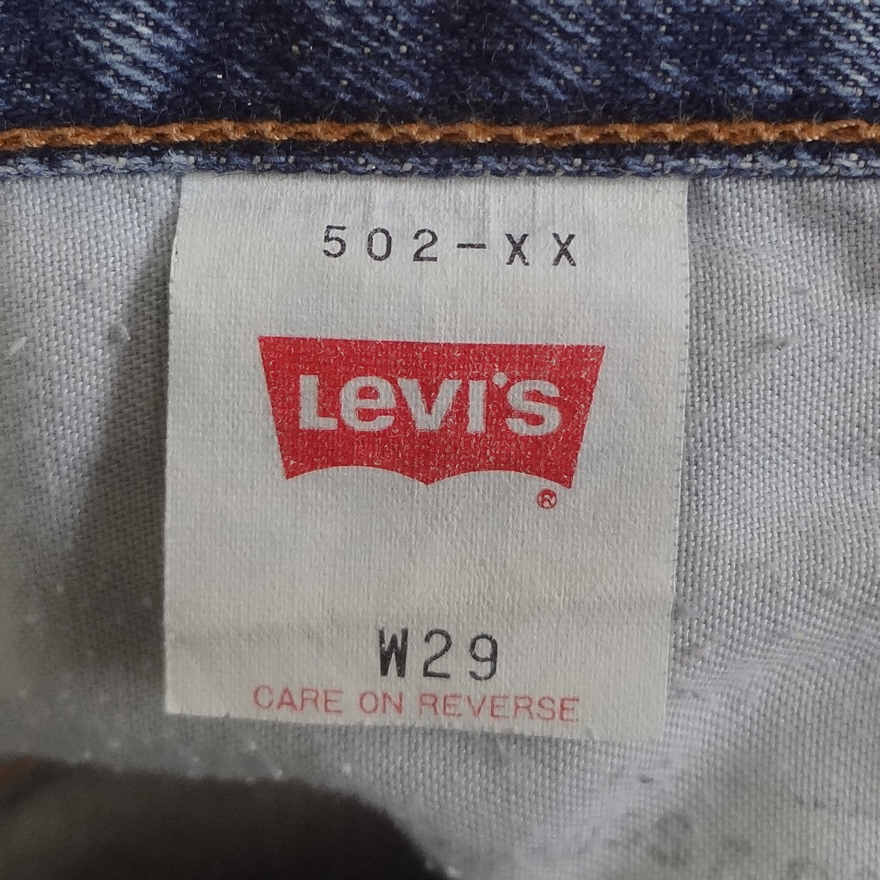 502-XX
Levi's
®
W29
CARE ON REVERSE